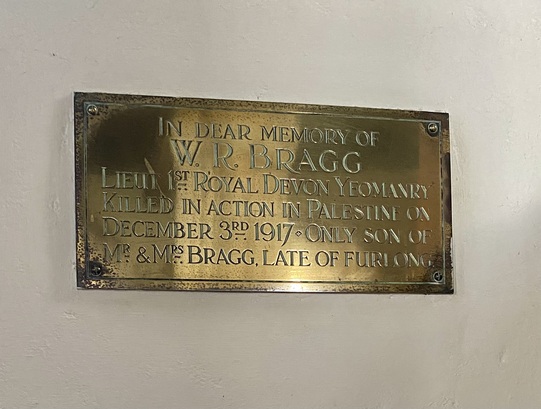 IN DEAR MEMORY OF
W. R. BRAGG
LIEUT. 1ST ROYAL DEVON YEOMANRY
KILLED IN ACTION IN PALESTINE ON
DECEMBER 3RD 1917 · ONLY SON OF
MR & MRS BRAGG, LATE OF FURLONG